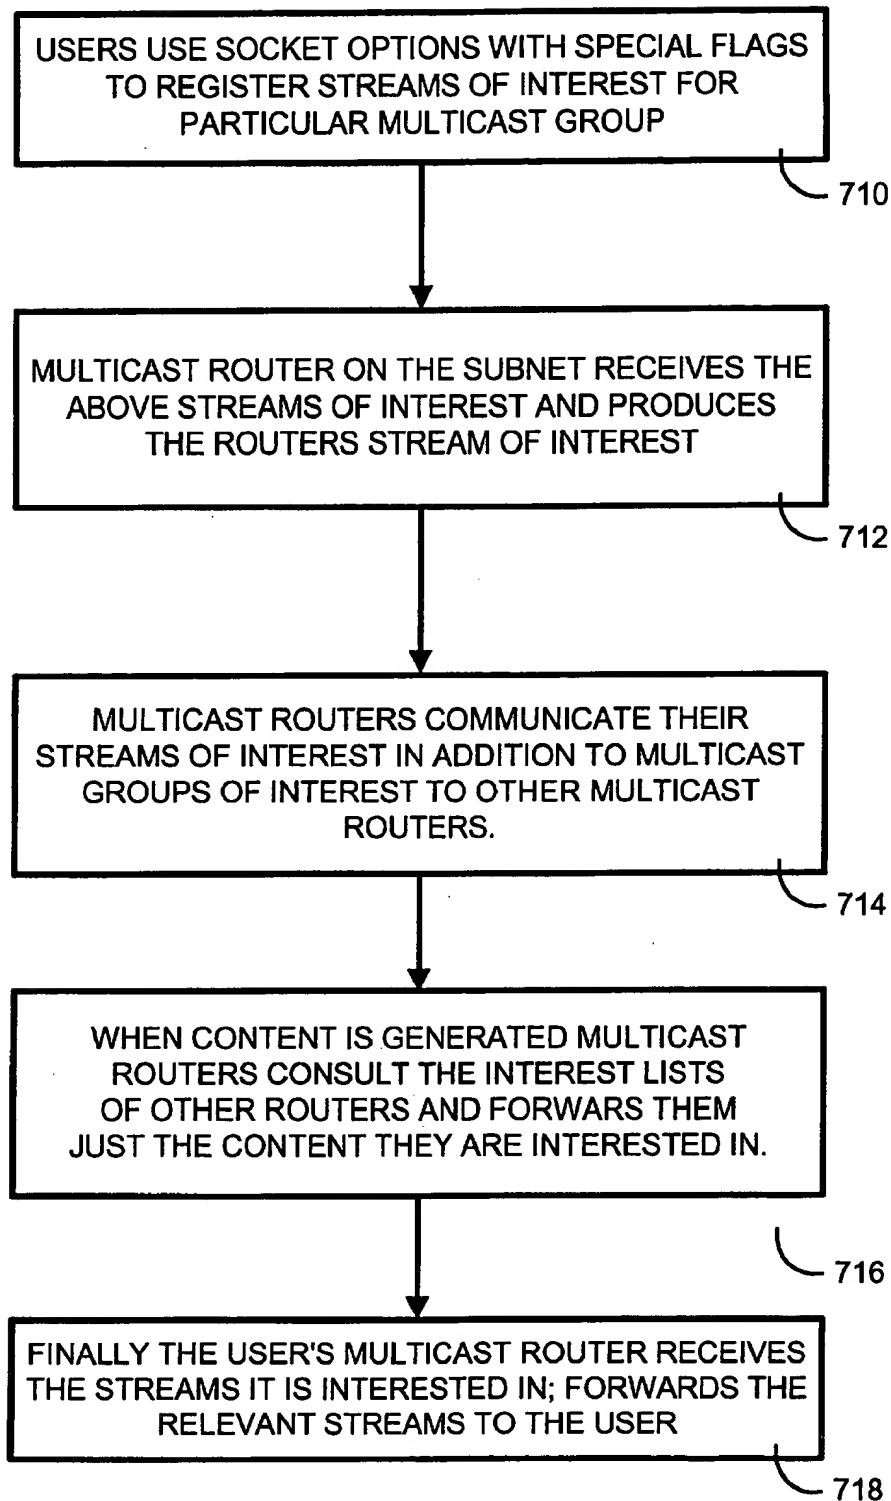 USERS USE SOCKET OPTIONS WITH SPECIAL FLAGS
TO REGISTER STREAMS OF INTEREST FOR
PARTICULAR MULTICAST GROUP
710
MULTICAST ROUTER ON THE SUBNET RECEIVES THE
ABOVE STREAMS OF INTEREST AND PRODUCES
THE ROUTERS STREAM OF INTEREST
712
MULTICAST ROUTERS COMMUNICATE THEIR
STREAMS OF INTEREST IN ADDITION TO MULTICAST
GROUPS OF INTEREST TO OTHER MULTICAST
ROUTERS.
714
WHEN CONTENT IS GENERATED MULTICAST
ROUTERS CONSULT THE INTEREST LISTS
OF OTHER ROUTERS AND FORWARS THEM
JUST THE CONTENT THEY ARE INTERESTED IN.
716
FINALLY THE USER'S MULTICAST ROUTER RECEIVES
THE STREAMS IT IS INTERESTED IN; FORWARDS THE
RELEVANT STREAMS TO THE USER
718